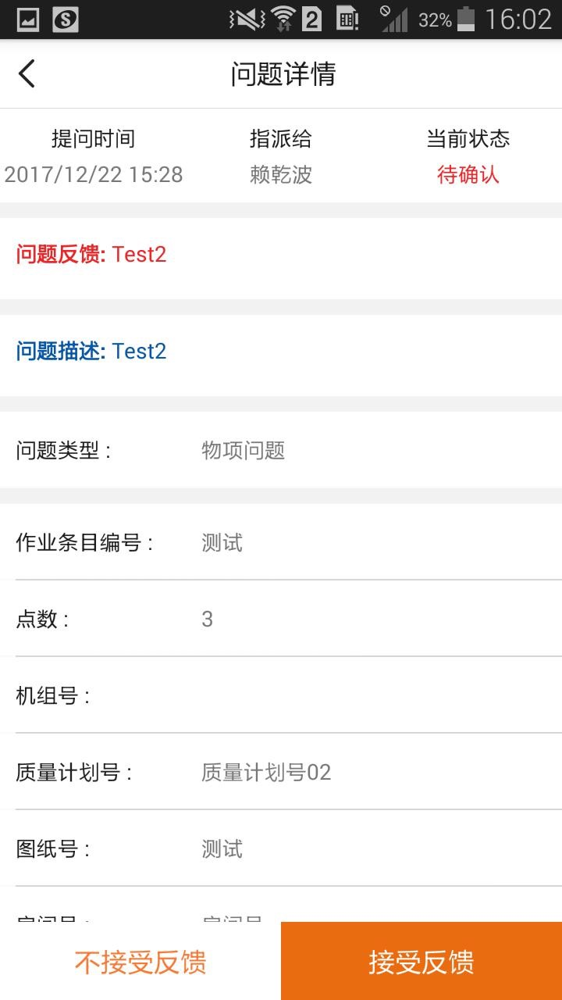 32% 16:02
问题详情
提问时间 指派给 当前状态
2017/12/22 15:28 赖乾波 待确认
问题反馈: Test2
问题描述: Test2
问题类型 : 物项问题
作业条目编号 : 测试
点数 : 3
机组号 :
质量计划号 : 质量计划号02
图纸号 : 测试
不接受反馈 接受反馈